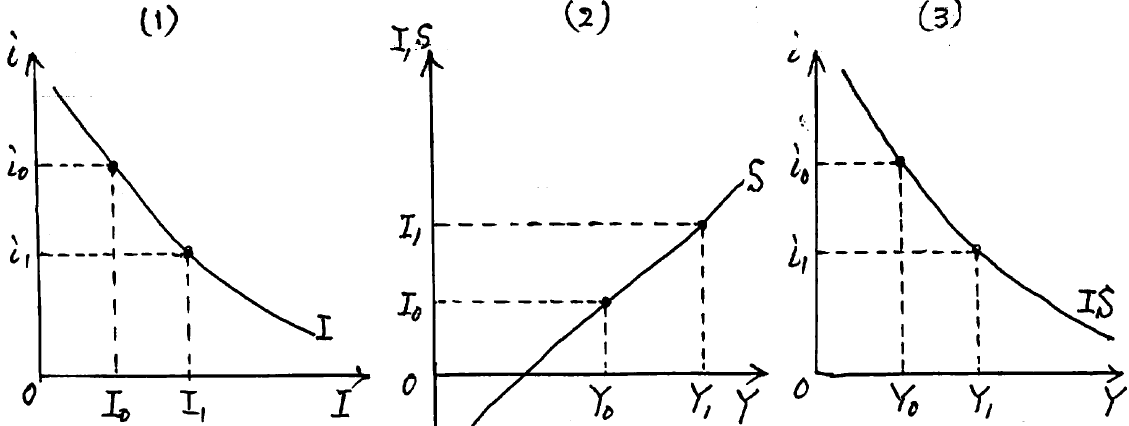 (1)
i
i₀
i₁
I
0
I₀
I₁
I
(2)
I,S
S
I₁
I₀
0
Y₀
Y₁
Y
(3)
i
i₀
i₁
IS
0
Y₀
Y₁
Y